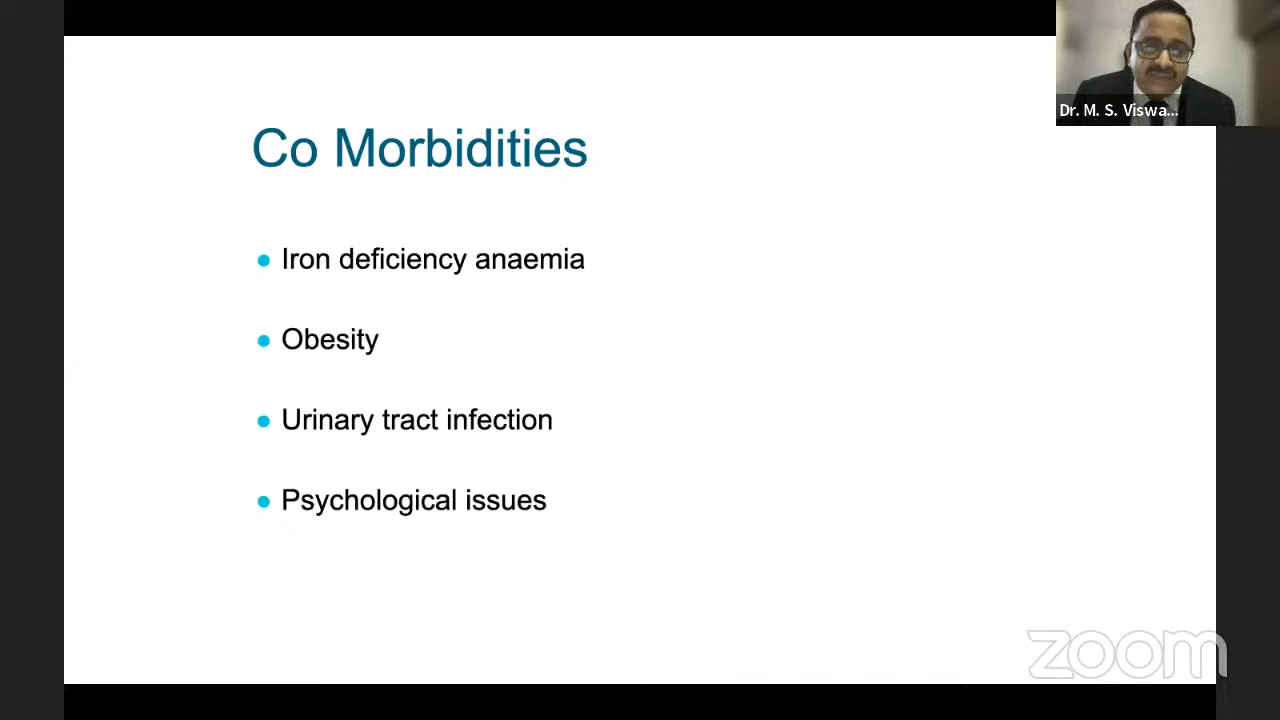 Dr. M. S. Viswa...
Co Morbidities
Iron deficiency anaemia
Obesity
Urinary tract infection
Psychological issues
zoom